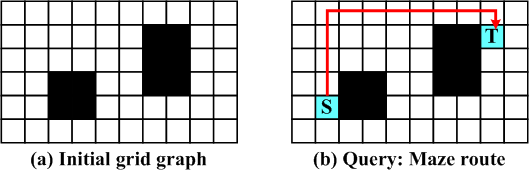 T
S
(a) Initial grid graph
(b) Query: Maze route